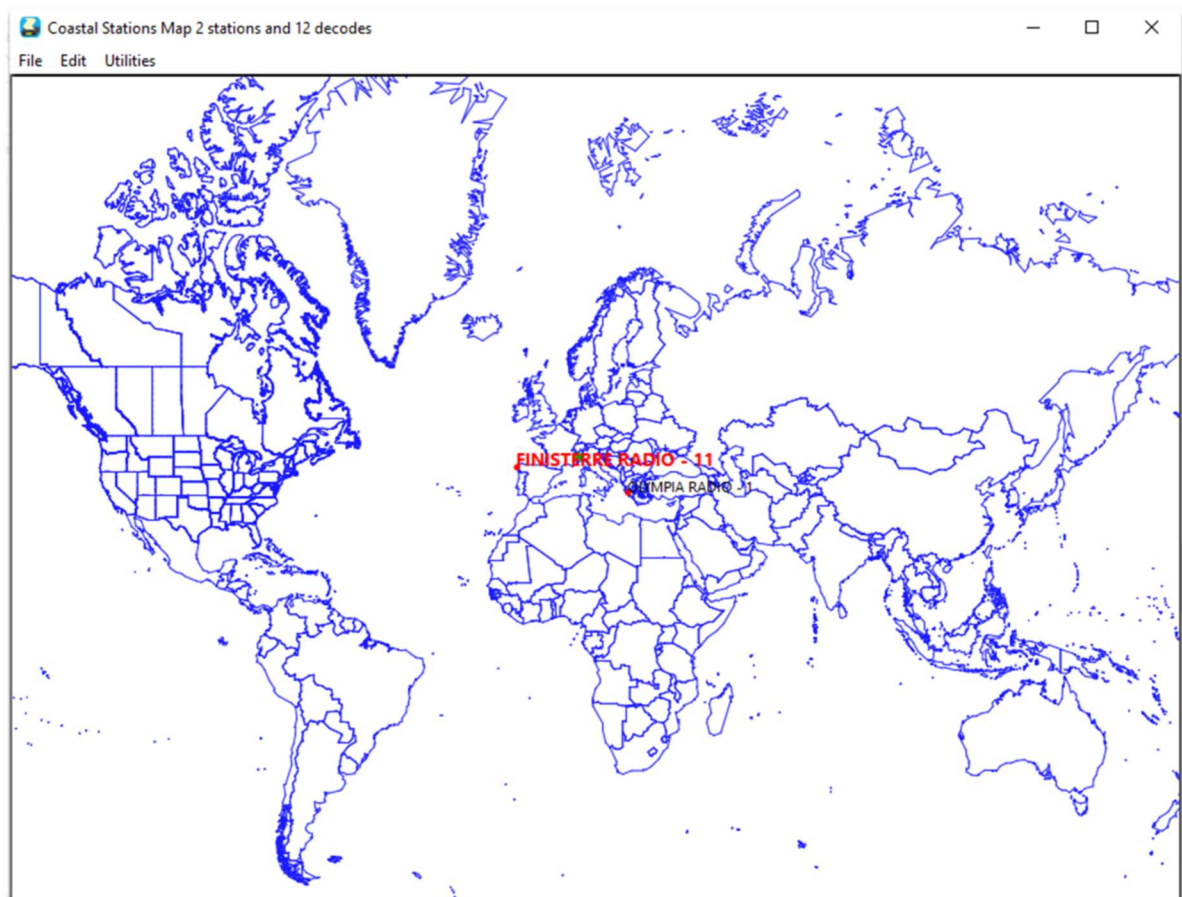 Coastal Stations Map 2 stations and 12 decodes
File Edit Utilities
FINISTERRE RADIO - 11
OLYMPIA RADIO - 1